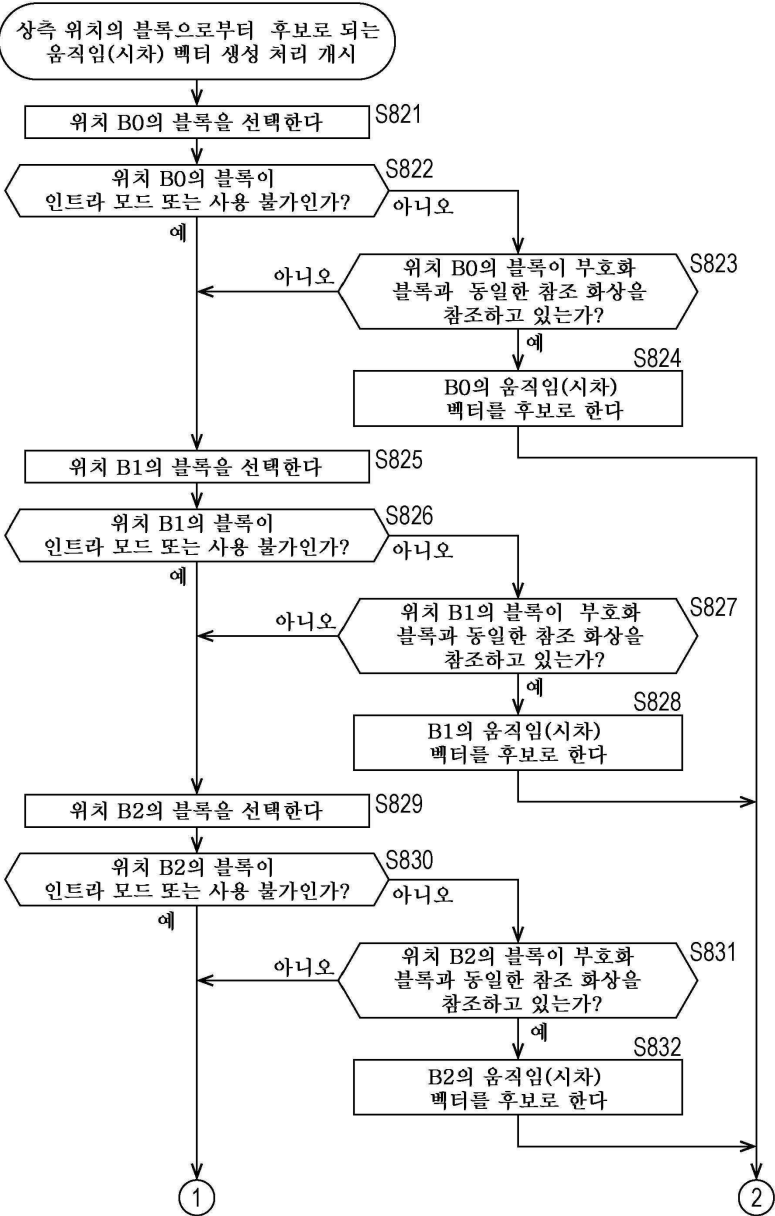 상측 위치의 블록으로부터 후보로 되는
움직임(시차) 벡터 생성 처리 개시
위치 B0의 블록을 선택한다
S821
위치 B0의 블록이
인트라 모드 또는 사용 불가인가?
S822
아니오
예
위치 B0의 블록이 부호화
블록과 동일한 참조 화상을
참조하고 있는가?
S823
아니오
예
S824
B0의 움직임(시차)
벡터를 후보로 한다
위치 B1의 블록을 선택한다
S825
위치 B1의 블록이
인트라 모드 또는 사용 불가인가?
S826
아니오
예
위치 B1의 블록이 부호화
블록과 동일한 참조 화상을
참조하고 있는가?
S827
아니오
예
S828
B1의 움직임(시차)
벡터를 후보로 한다
위치 B2의 블록을 선택한다
S829
위치 B2의 블록이
인트라 모드 또는 사용 불가인가?
S830
아니오
예
위치 B2의 블록이 부호화
블록과 동일한 참조 화상을
참조하고 있는가?
S831
아니오
예
S832
B2의 움직임(시차)
벡터를 후보로 한다
1
2